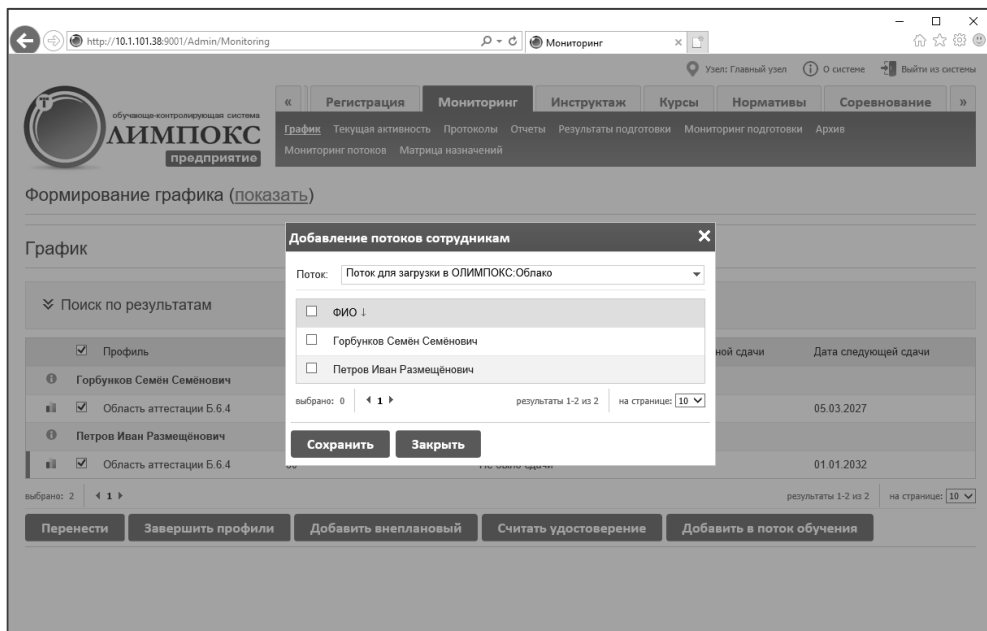 http://10.1.101.38:9001/Admin/Monitoring
Мониторинг
Узел: Главный узел
О системе
Выйти из системы
обучающе-контролирующая система
ЛИМПОКС
предприятие
« Регистрация Мониторинг Инструктаж Курсы Нормативы Соревнование »
График Текущая активность Протоколы Отчеты Результаты подготовки Мониторинг подготовки Архив
Мониторинг потоков Матрица назначений
Формирование графика (показать)
График
Поиск по результатам
Добавление потоков сотрудникам
Поток: Поток для загрузки в ОЛИМПОКС:Облако
ФИО ↓
Горбунков Семён Семёнович
Петров Иван Размещёнович
выбрано: 0 1 результаты 1-2 из 2 на странице: 10
Сохранить Закрыть
Профиль сдачи Дата следующей сдачи
Горбунков Семён Семёнович
Область аттестации Б.6.4 05.03.2027
Петров Иван Размещёнович
Область аттестации Б.6.4 01.01.2032
выбрано: 2 1 результаты 1-2 из 2 на странице: 10
Перенести Завершить профили Добавить внеплановый Считать удостоверение Добавить в поток обучения